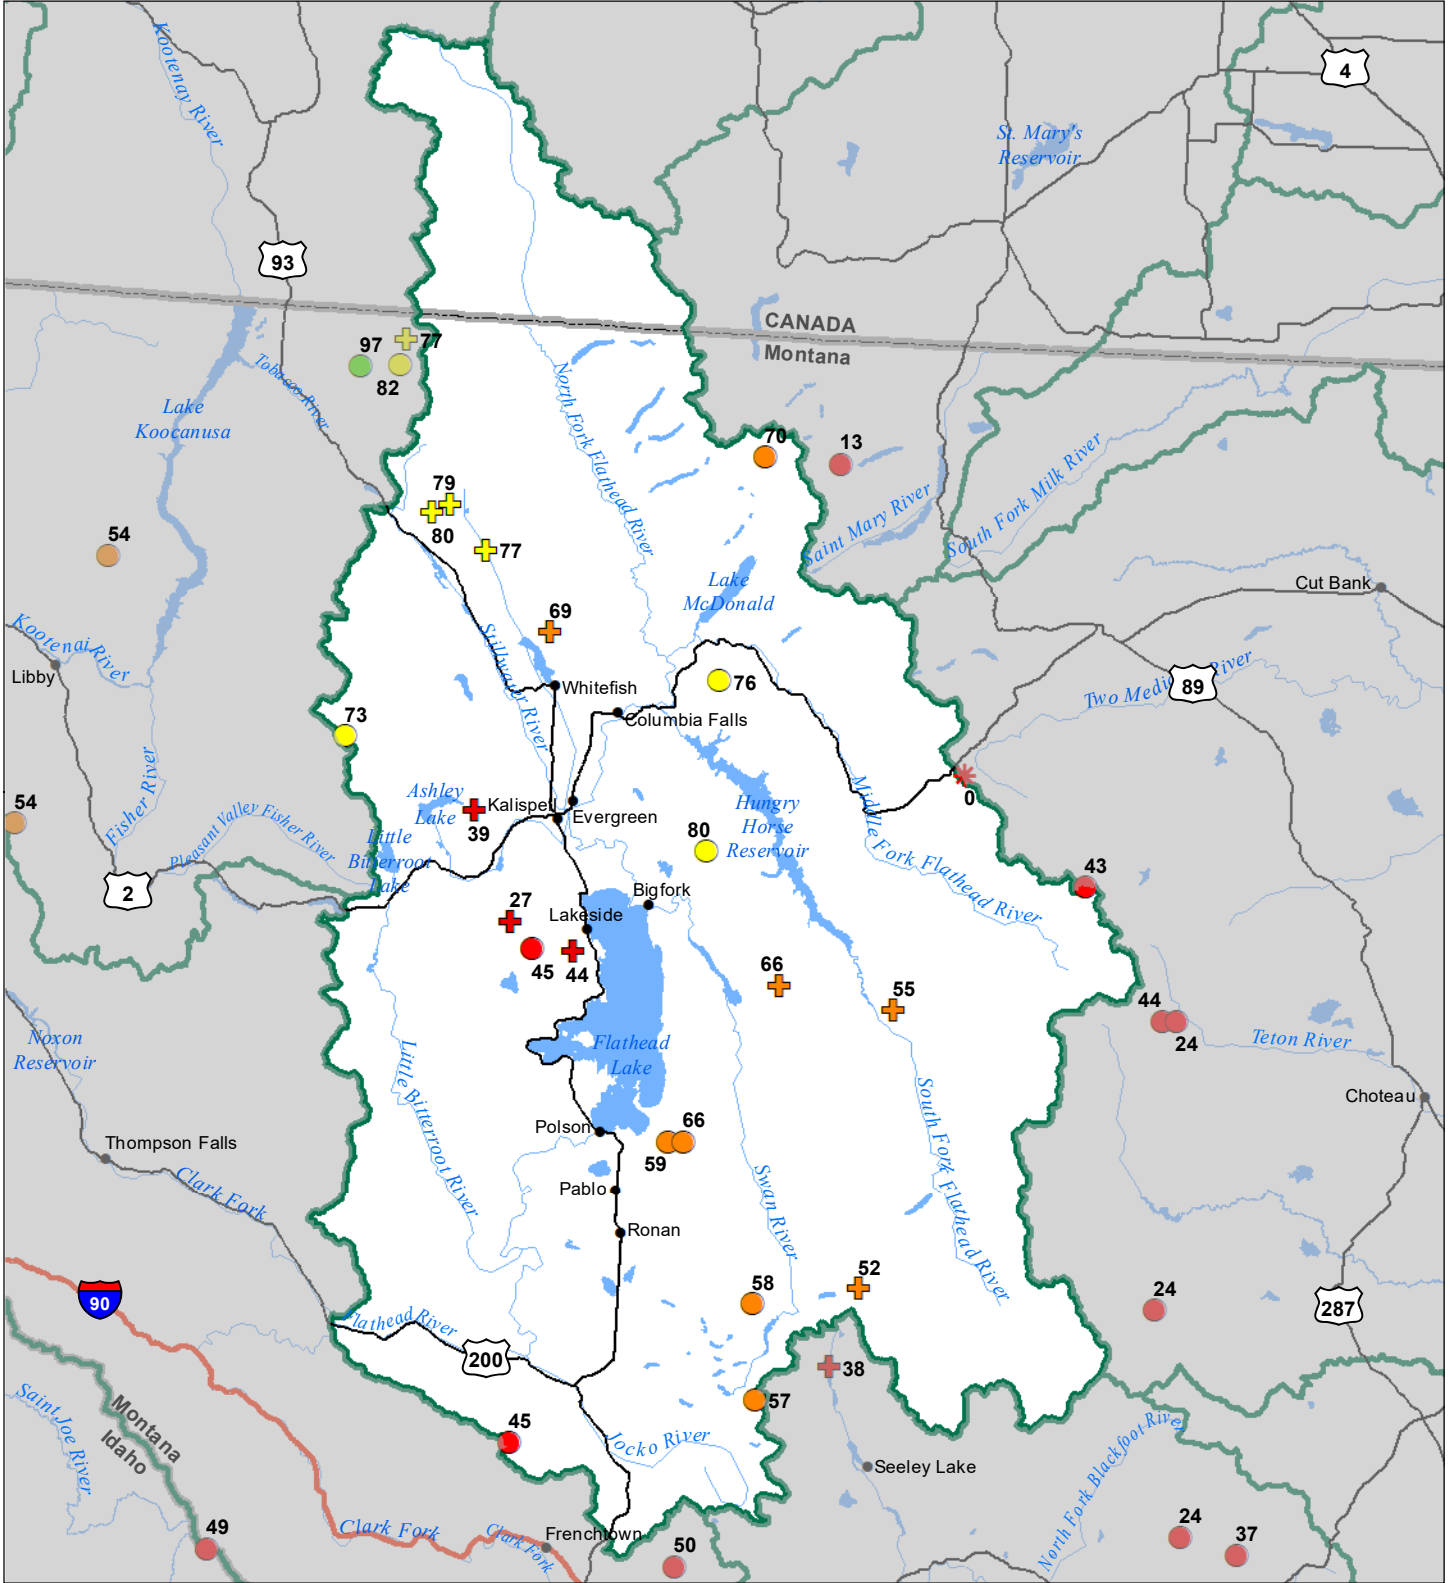 Kootenay River
4
St. Mary's
Reservoir
93
CANADA
Montana
97
77
82
Tobacco River
Lake
Koocanusa
North Fork Flathead River
70
13
79
80
77
Saint Mary River
South Fork Milk River
54
Lake
McDonald
Cut Bank
69
Kootenai River
Libby
Stillwater River
Whitefish
76
Columbia Falls
Two Medicine River
89
73
Fisher River
Pleasant Valley Fisher River
54
2
Ashley
Lake
39
Kalispell
Evergreen
Little
Bitterroot
Lake
Hungry
Horse
Reservoir
80
0
Middle Fork Flathead River
43
Bigfork
27
Lakeside
45
44
66
55
44
24
Teton River
Noxon
Reservoir
Flathead
Lake
Little Bitterroot River
South Fork Flathead River
Choteau
Thompson Falls
Clark Fork
Polson
66
59
Pablo
Swan River
Ronan
90
58
52
24
287
Flathead River
200
38
57
Saint Joe River
Montana
Idaho
45
Jocko River
Seeley Lake
North Fork Blackfoot River
49
Clark Fork
Clark Fork
Frenchtown
50
24
37